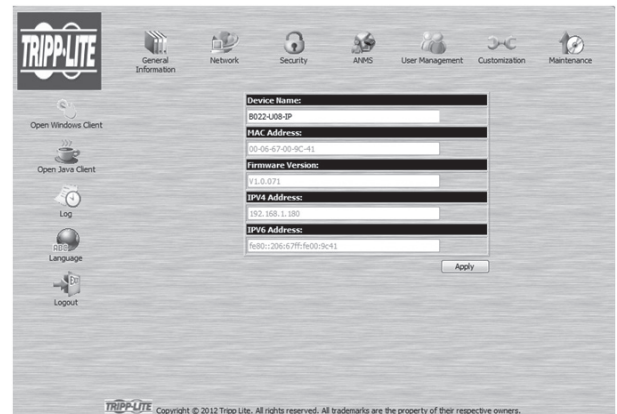 TRIPP·LITE
General Information
Network
Security
ANMS
User Management
Customization
Maintenance
Open Windows Client
Open Java Client
Log
Language
Logout
Device Name:
B022-U08-IP
MAC Address:
00-06-67-00-9C-41
Firmware Version:
V1.0.071
IPV4 Address:
192.168.1.180
IPV6 Address:
fe80::206:67ff:fe00:9c41
Apply
TRIPP·LITE Copyright © 2012 Tripp Lite. All rights reserved. All trademarks are the property of their respective owners.